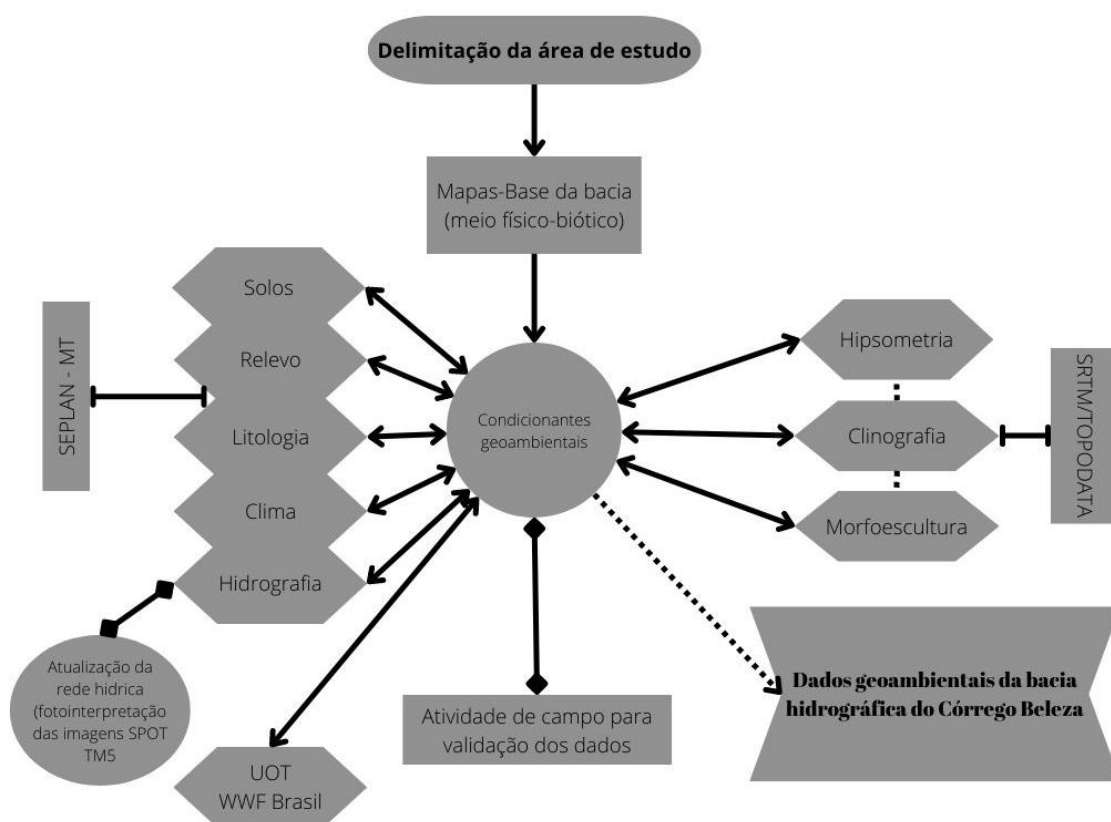 Delimitação da área de estudo
Mapas-Base da bacia
(meio físico-biótico)
Solos
Relevo
Litologia
Clima
Hidrografia
SEPLAN - MT
Condicionantes
geoambientais
Hipsometria
Clinografia
Morfoescultura
SRTM/TOPODATA
Atualização da
rede hidrica
(fotointerpretação
das imagens SPOT
TM5
UOT
WWF Brasil
Atividade de campo para
validação dos dados
Dados geoambientais da bacia
hidrográfica do Córrego Beleza